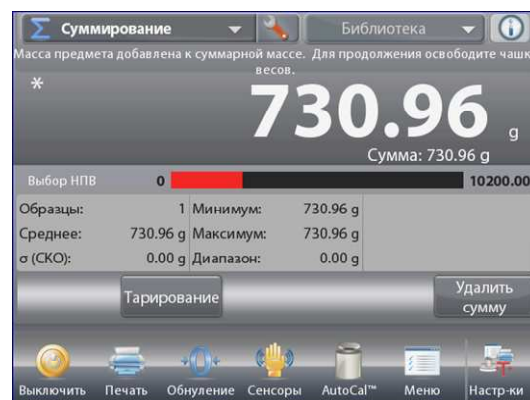 Суммирование Библиотека
Масса предмета добавлена к суммарной массе. Для продолжения освободите чашк
весов.
*
730.96 g
Сумма: 730.96 g
Выбор НПВ 0 10200.00
Образцы: 1 Минимум: 730.96 g
Среднее: 730.96 g Максимум: 730.96 g
σ (СКО): 0.00 g Диапазон: 0.00 g
Тарирование Удалить
сумму
Выключить Печать Обнуление Сенсоры AutoCal™ Меню Настр-ки